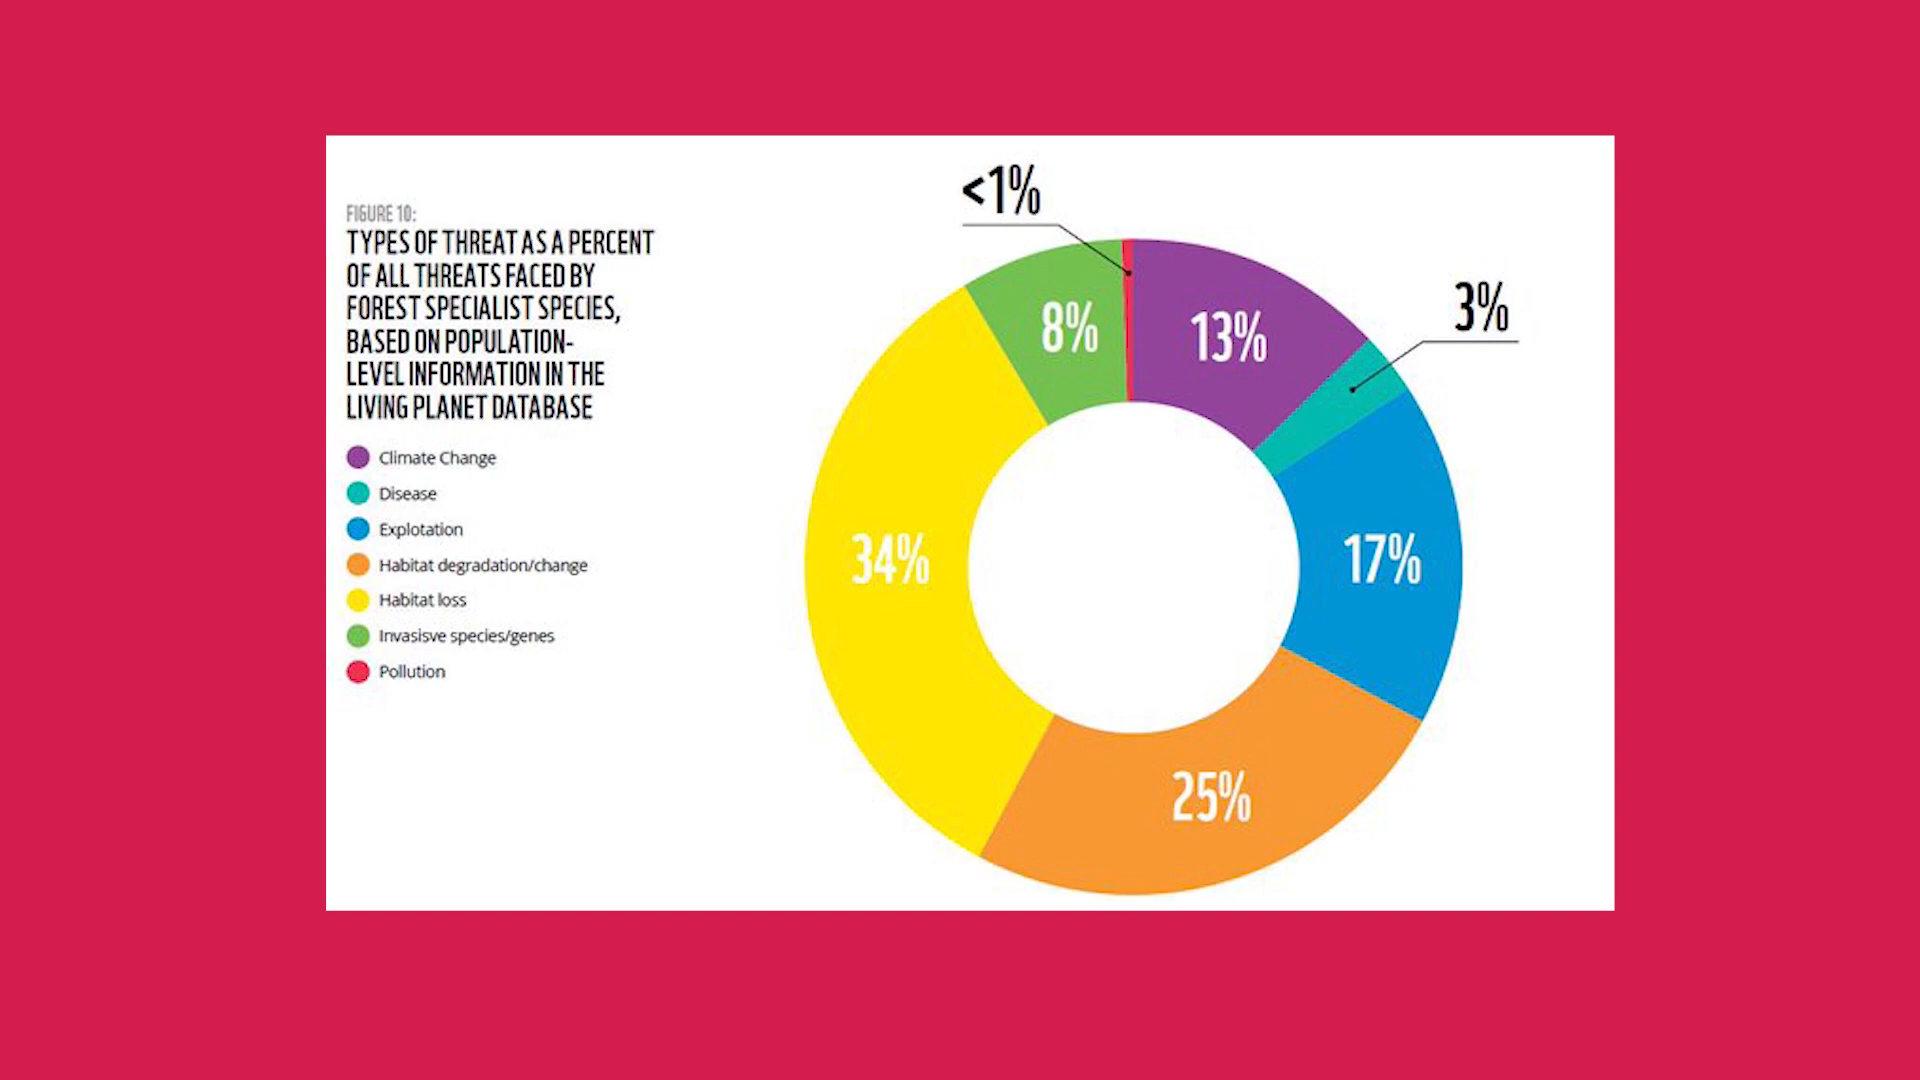 FIGURE 10:
TYPES OF THREAT AS A PERCENT
OF ALL THREATS FACED BY
FOREST SPECIALIST SPECIES,
BASED ON POPULATION-
LEVEL INFORMATION IN THE
LIVING PLANET DATABASE
Climate Change
Disease
Explotation
Habitat degradation/change
Habitat loss
Invasisve species/genes
Pollution
<1%
3%
8%
13%
34%
17%
25%